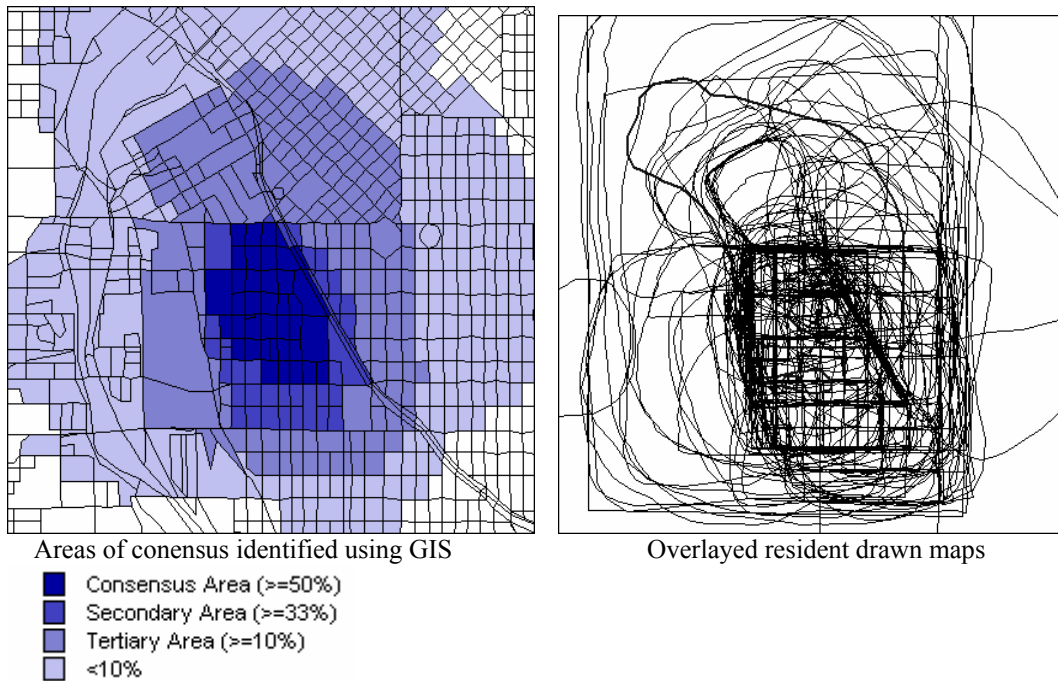 Areas of conensus identified using GIS
Overlayed resident drawn maps
Consensus Area (>=50%)
Secondary Area (>=33%)
Tertiary Area (>=10%)
<10%